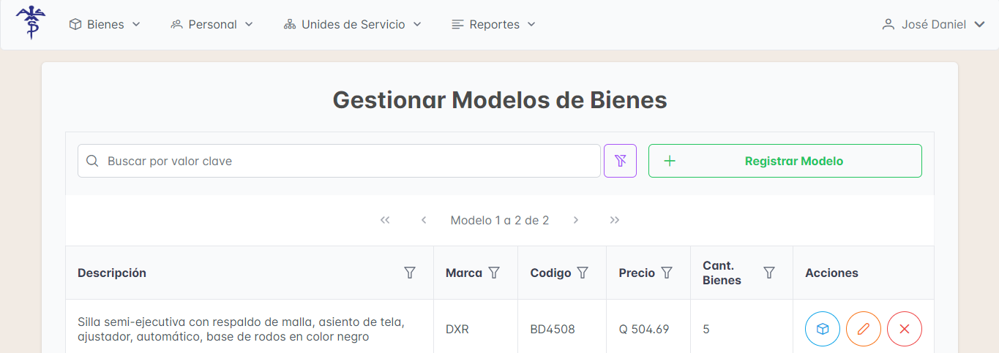 Bienes
Personal
Unides de Servicio
Reportes
José Daniel
Gestionar Modelos de Bienes
Buscar por valor clave
Registrar Modelo
Modelo 1 a 2 de 2
Descripción
Marca
Codigo
Precio
Cant.
Bienes
Acciones
Silla semi-ejecutiva con respaldo de malla, asiento de tela,
ajustador, automático, base de rodos en color negro
DXR
BD4508
Q 504.69
5